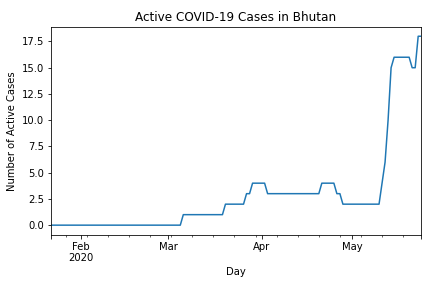 Active COVID-19 Cases in Bhutan
Number of Active Cases
17.5
15.0
12.5
10.0
7.5
5.0
2.5
0.0
Feb Mar Apr May
2020
Day